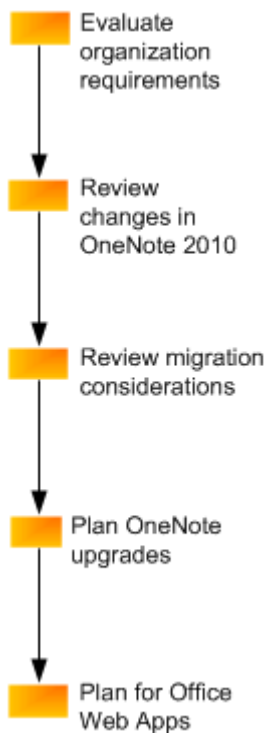 Evaluate
organization
requirements
Review
changes in
OneNote 2010
Review migration
considerations
Plan OneNote
upgrades
Plan for Office
Web Apps